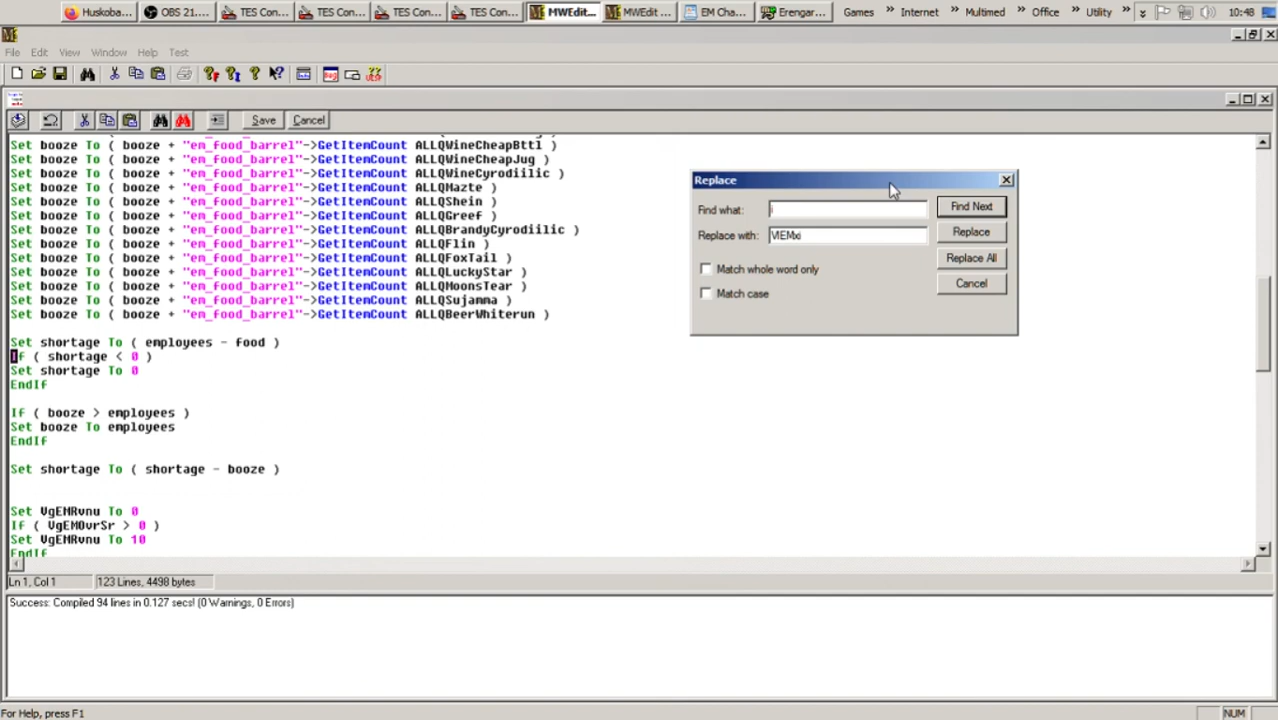 Huskoba... OBS 21.... TES Con... TES Con... TES Con... TES Con... MWEdit... MWEdit ... EM Cha... Erengar... Games » Internet » Multimed » Office » Utility » 10:48
File Edit View Window Help Test
Save Cancel
Set booze To ( booze + "em_food_barrel"->GetItemCount ALLQWineCheapBttl )
Set booze To ( booze + "em_food_barrel"->GetItemCount ALLQWineCheapJug )
Set booze To ( booze + "em_food_barrel"->GetItemCount ALLQWineCyrodiilic )
Set booze To ( booze + "em_food_barrel"->GetItemCount ALLQMazte )
Set booze To ( booze + "em_food_barrel"->GetItemCount ALLQShein )
Set booze To ( booze + "em_food_barrel"->GetItemCount ALLQGreef )
Set booze To ( booze + "em_food_barrel"->GetItemCount ALLQBrandyCyrodiilic )
Set booze To ( booze + "em_food_barrel"->GetItemCount ALLQFlin )
Set booze To ( booze + "em_food_barrel"->GetItemCount ALLQFoxTail )
Set booze To ( booze + "em_food_barrel"->GetItemCount ALLQLuckyStar )
Set booze To ( booze + "em_food_barrel"->GetItemCount ALLQMoonsTear )
Set booze To ( booze + "em_food_barrel"->GetItemCount ALLQSujamma )
Set booze To ( booze + "em_food_barrel"->GetItemCount ALLQBeerWhiterun )
Set shortage To ( employees - food )
If ( shortage < 0 )
Set shortage To 0
EndIf
If ( booze > employees )
Set booze To employees
EndIf
Set shortage To ( shortage - booze )
Set VgEMRvnu To 0
If ( VgEMOvrSr > 0 )
Set VgEMRvnu To 10
EndIf
Replace
Find what: i
Find Next
Replace with:
Replace
Match whole word only
Replace All
Match case
Cancel
Ln 1, Col 1 123 Lines, 4498 bytes
Success: Compiled 94 lines in 0.127 secs! (0 Warnings, 0 Errors)
For Help, press F1 NUM